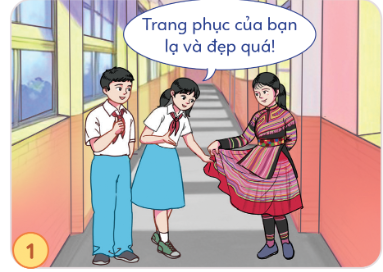 Trang phục của bạn
lạ và đẹp quá!
1